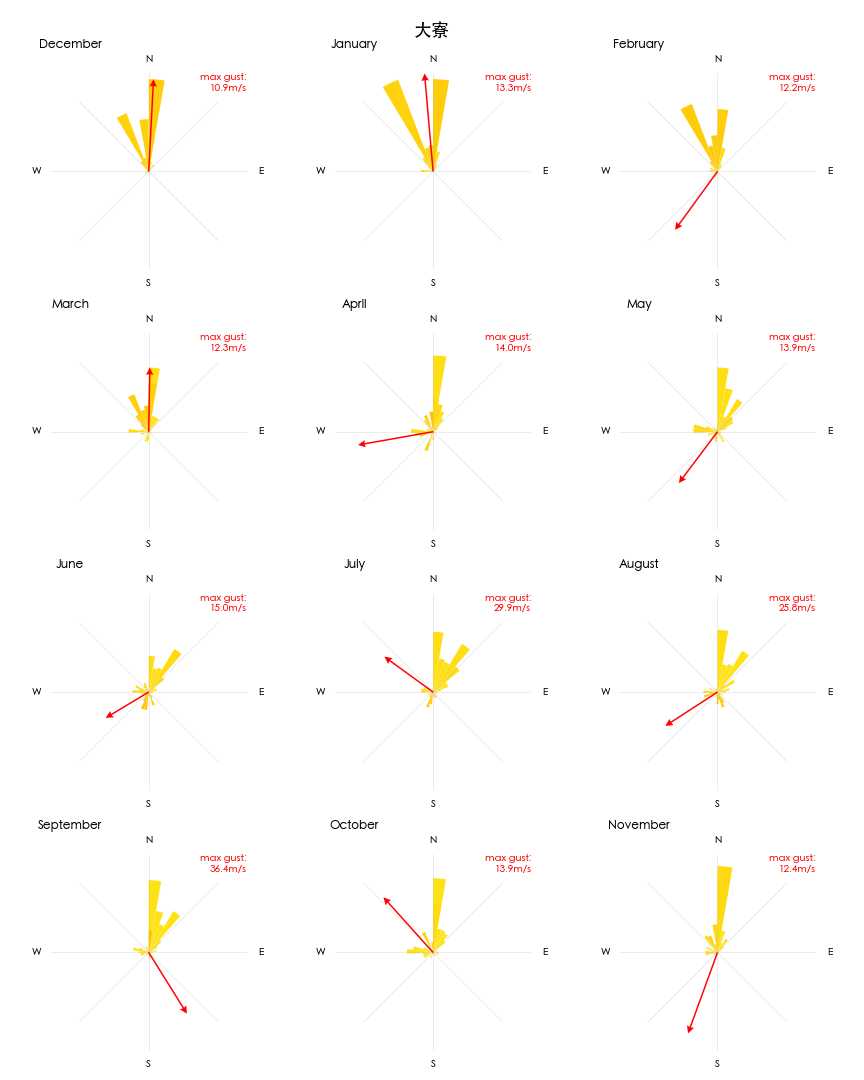 大寮
December
January
February
N
N
N
max gust:
10.9m/s
max gust:
13.3m/s
max gust:
12.2m/s
W
E
W
E
W
E
S
S
S
March
April
May
N
N
N
max gust:
12.3m/s
max gust:
14.0m/s
max gust:
13.9m/s
W
E
W
E
W
E
S
S
S
June
July
August
N
N
N
max gust:
15.0m/s
max gust:
29.9m/s
max gust:
25.8m/s
W
E
W
E
W
E
S
S
S
September
October
November
N
N
N
max gust:
36.4m/s
max gust:
13.9m/s
max gust:
12.4m/s
W
E
W
E
W
E
S
S
S